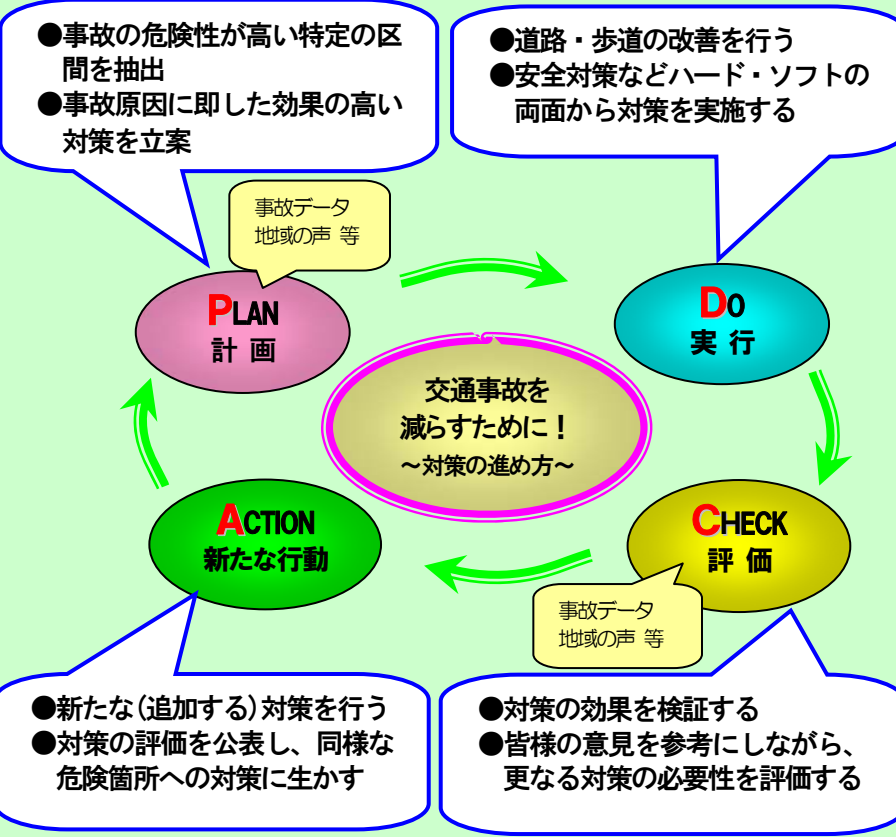 ●事故の危険性が高い特定の区
間を抽出
●事故原因に即した効果の高い
対策を立案
●道路・歩道の改善を行う
●安全対策などハード・ソフトの
両面から対策を実施する
事故データ
地域の声 等
PLAN
計 画
DO
実 行
交通事故を
減らすために！
～対策の進め方～
ACTION
新たな行動
CHECK
評 価
事故データ
地域の声 等
●新たな(追加する)対策を行う
●対策の評価を公表し、同様な
危険箇所への対策に生かす
●対策の効果を検証する
●皆様の意見を参考にしながら、
更なる対策の必要性を評価する